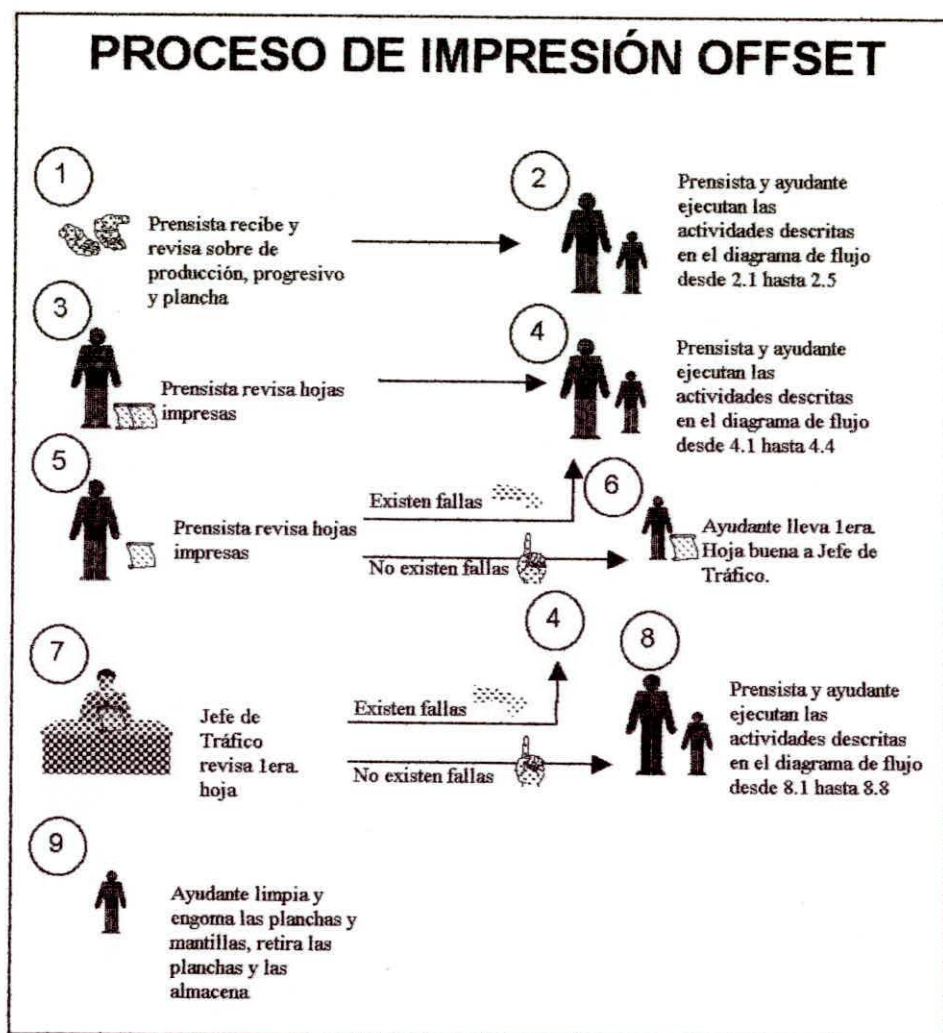 PROCESO DE IMPRESIÓN OFFSET
1
Prensista recibe y
revisa sobre de
producción, progresivo
y plancha
2
Prensista y ayudante
ejecutan las
actividades descritas
en el diagrama de flujo
desde 2.1 hasta 2.5
3
Prensista revisa hojas
impresas
4
Prensista y ayudante
ejecutan las
actividades descritas
en el diagrama de flujo
desde 4.1 hasta 4.4
5
Prensista revisa hojas
impresas
Existen fallas
No existen fallas
6
Ayudante lleva 1era.
Hoja buena a Jefe de
Tráfico.
7
Jefe de
Tráfico
revisa 1era.
hoja
Existen fallas
No existen fallas
4
8
Prensista y ayudante
ejecutan las
actividades descritas
en el diagrama de flujo
desde 8.1 hasta 8.8
9
Ayudante limpia y
engoma las planchas y
mantillas, retira las
planchas y las
almacena